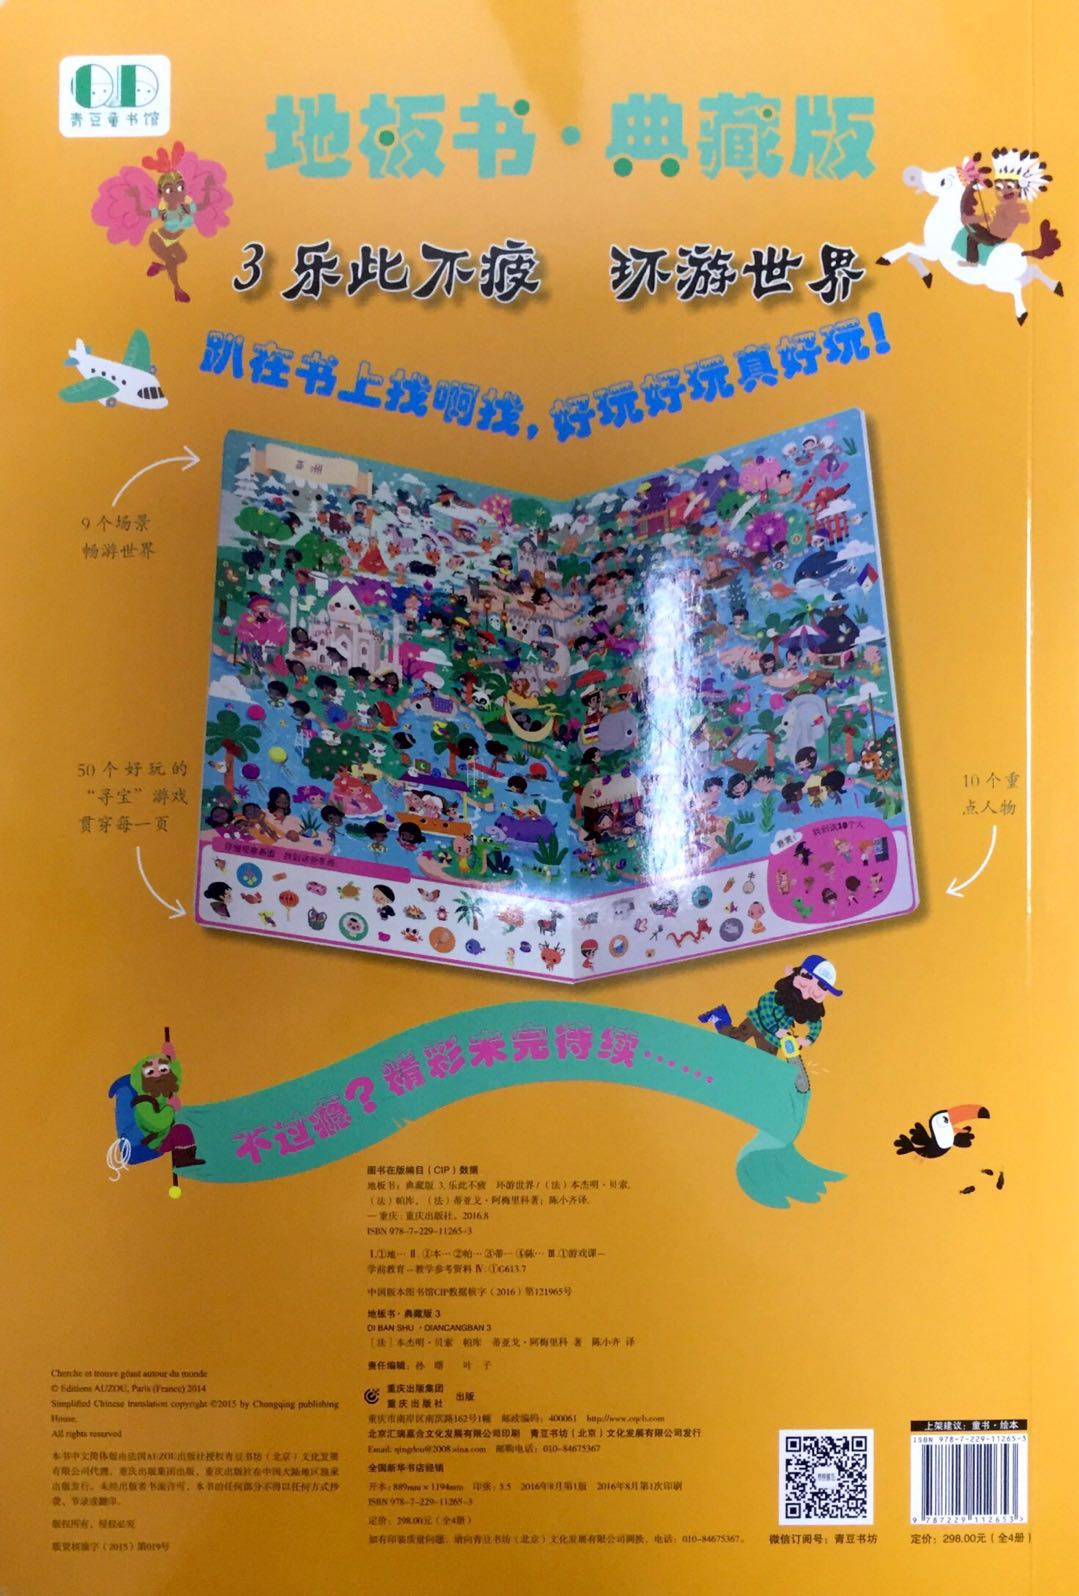 青豆童书馆
地板书·典藏版
3 乐此不疲 环游世界
趴在书上找啊找，好玩好玩真好玩！
9 个场景
畅游世界
50 个好玩的
“寻宝”游戏
贯穿每一页
10 个重
点人物
找到这10个人
不过瘾？精彩未完待续……
图书在版编目（CIP）数据
地板书：典藏版.3,乐此不疲 环游世界/（法）本杰明·贝索,
（法）帕库,（法）蒂亚戈·阿梅里科著；陈小齐译.
—重庆：重庆出版社，2016.8
ISBN 978-7-229-11265-3
Ⅰ.①地… Ⅱ.①本… ②帕… ③蒂… ④陈… Ⅲ.①游戏课—
学前教育—教学参考资料 Ⅳ.①G613.7
中国版本图书馆CIP数据核字（2016）第121965号
地板书·典藏版 3
DI BAN SHU · DIANCANGBAN 3
［法］本杰明·贝索 帕库 蒂亚戈·阿梅里科 著 陈小齐 译
责任编辑：孙 曙 叶 子
重庆出版集团
重庆出版社 出版
重庆市南岸区南滨路162号1幢 邮政编码：400061 http://www.cqph.com
北京汇瑞嘉合文化发展有限公司印刷 青豆书坊（北京）文化发展有限公司发行
Email: qingdou@2008.sina.com 邮购电话：010-84675367
全国新华书店经销
开本：889mm×1194mm 印张：3.5 2016年8月第1版 2016年8月第1次印刷
ISBN 978-7-229-11265-3
定价：298.00元（全4册）
如有印装质量问题，请向青豆书坊（北京）文化发展有限公司调换，电话：010-84675367。
Cherche et trouve géant autour du monde
© Editions AUZOU, Paris (France) 2014
Simplified Chinese translation copyright ©2015 by Chongqing publishing
House.
All rights reserved
本书中文简体版由法国AUZOU出版社授权青豆书坊（北京）文化发展
有限公司代理，重庆出版集团出版，重庆出版社在中国大陆地区独家
出版发行。未经出版者书面许可，本书的任何部分不得以任何方式抄
袭、节录或翻印。
版权所有，侵权必究
版贸核渝字（2015）第019号
微信订阅号：青豆书坊
上架建议：童书·绘本
ISBN 978-7-229-11265-3
9 787229 112653 >
定价：298.00元（全4册）